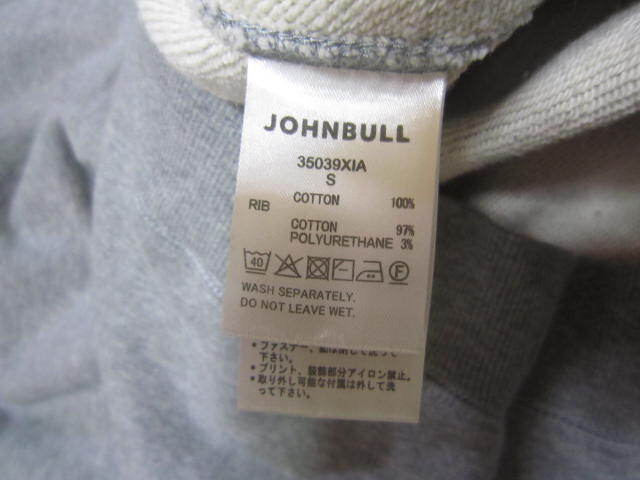 JOHNBULL
35039XIA
S
COTTON 100%
RIB
COTTON 97%
POLYURETHANE 3%
40
F
WASH SEPARATELY.
DO NOT LEAVE WET.
下さい。
・プリント、装飾部分アイロン禁止。
・取り外し可能な付属は外して洗
って下さい。